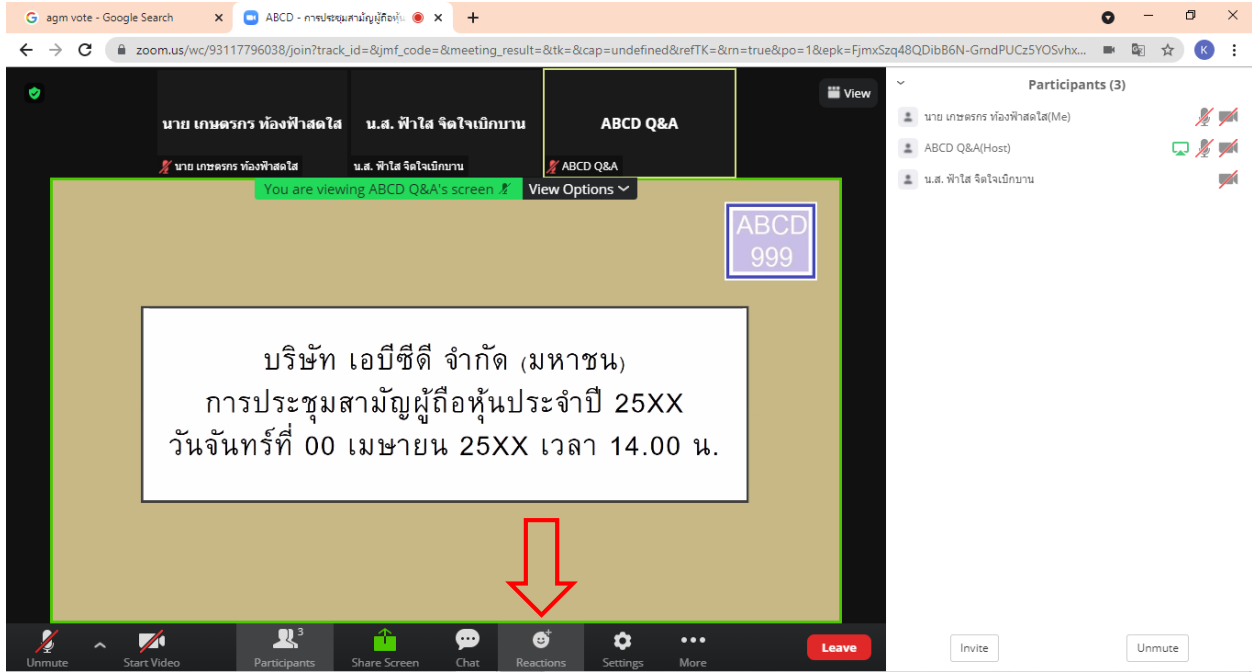 agm vote - Google Search
ABCD - การประชุมสามัญผู้ถือหุ้น
zoom.us/wc/93117796038/join?track_id=&jmf_code=&meeting_result=&tk=&cap=undefined&refTK=&rn=true&po=1&epk=FjmxSzq48QDibB6N-GrndPUCz5YOSvhx...
K
นาย เกษตรกร ท้องฟ้าสดใส
น.ส. ฟ้าใส จิตใจเบิกบาน
ABCD Q&A
View
นาย เกษตรกร ท้องฟ้าสดใส
น.ส. ฟ้าใส จิตใจเบิกบาน
ABCD Q&A
You are viewing ABCD Q&A's screen
View Options
ABCD
999
บริษัท เอบีซีดี จำกัด (มหาชน)
การประชุมสามัญผู้ถือหุ้นประจำปี 25XX
วันจันทร์ที่ 00 เมษายน 25XX เวลา 14.00 น.
Unmute
Start Video
3
Participants
Share Screen
Chat
Reactions
Settings
More
Leave
Participants (3)
นาย เกษตรกร ท้องฟ้าสดใส(Me)
ABCD Q&A(Host)
น.ส. ฟ้าใส จิตใจเบิกบาน
Invite
Unmute